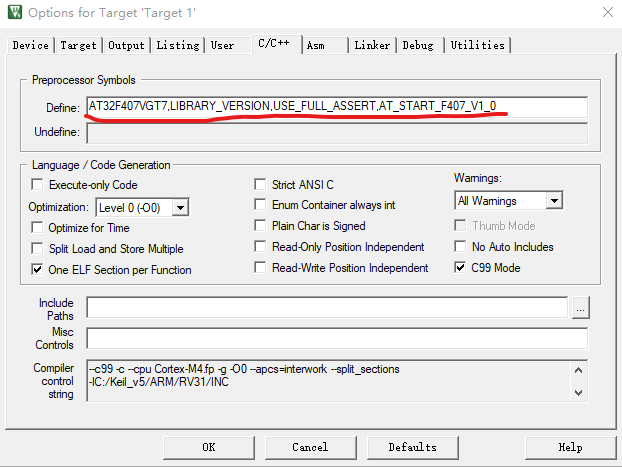 Options for Target 'Target 1'
Device Target Output Listing User C/C++ Asm Linker Debug Utilities
Preprocessor Symbols
Define: AT32F407VGT7,LIBRARY_VERSION,USE_FULL_ASSERT,AT_START_F407_V1_0
Undefine:
Language / Code Generation
Execute-only Code
Strict ANSI C
Warnings:
Optimization: Level 0 (-O0)
Enum Container always int
All Warnings
Optimize for Time
Plain Char is Signed
Thumb Mode
Split Load and Store Multiple
Read-Only Position Independent
No Auto Includes
One ELF Section per Function
Read-Write Position Independent
C99 Mode
Include
Paths
...
Misc
Controls
Compiler
control
string
--c99 -c --cpu Cortex-M4.fp -g -O0 --apcs=interwork --split_sections
-IC:/Keil_v5/ARM/RV31/INC
OK Cancel Defaults Help